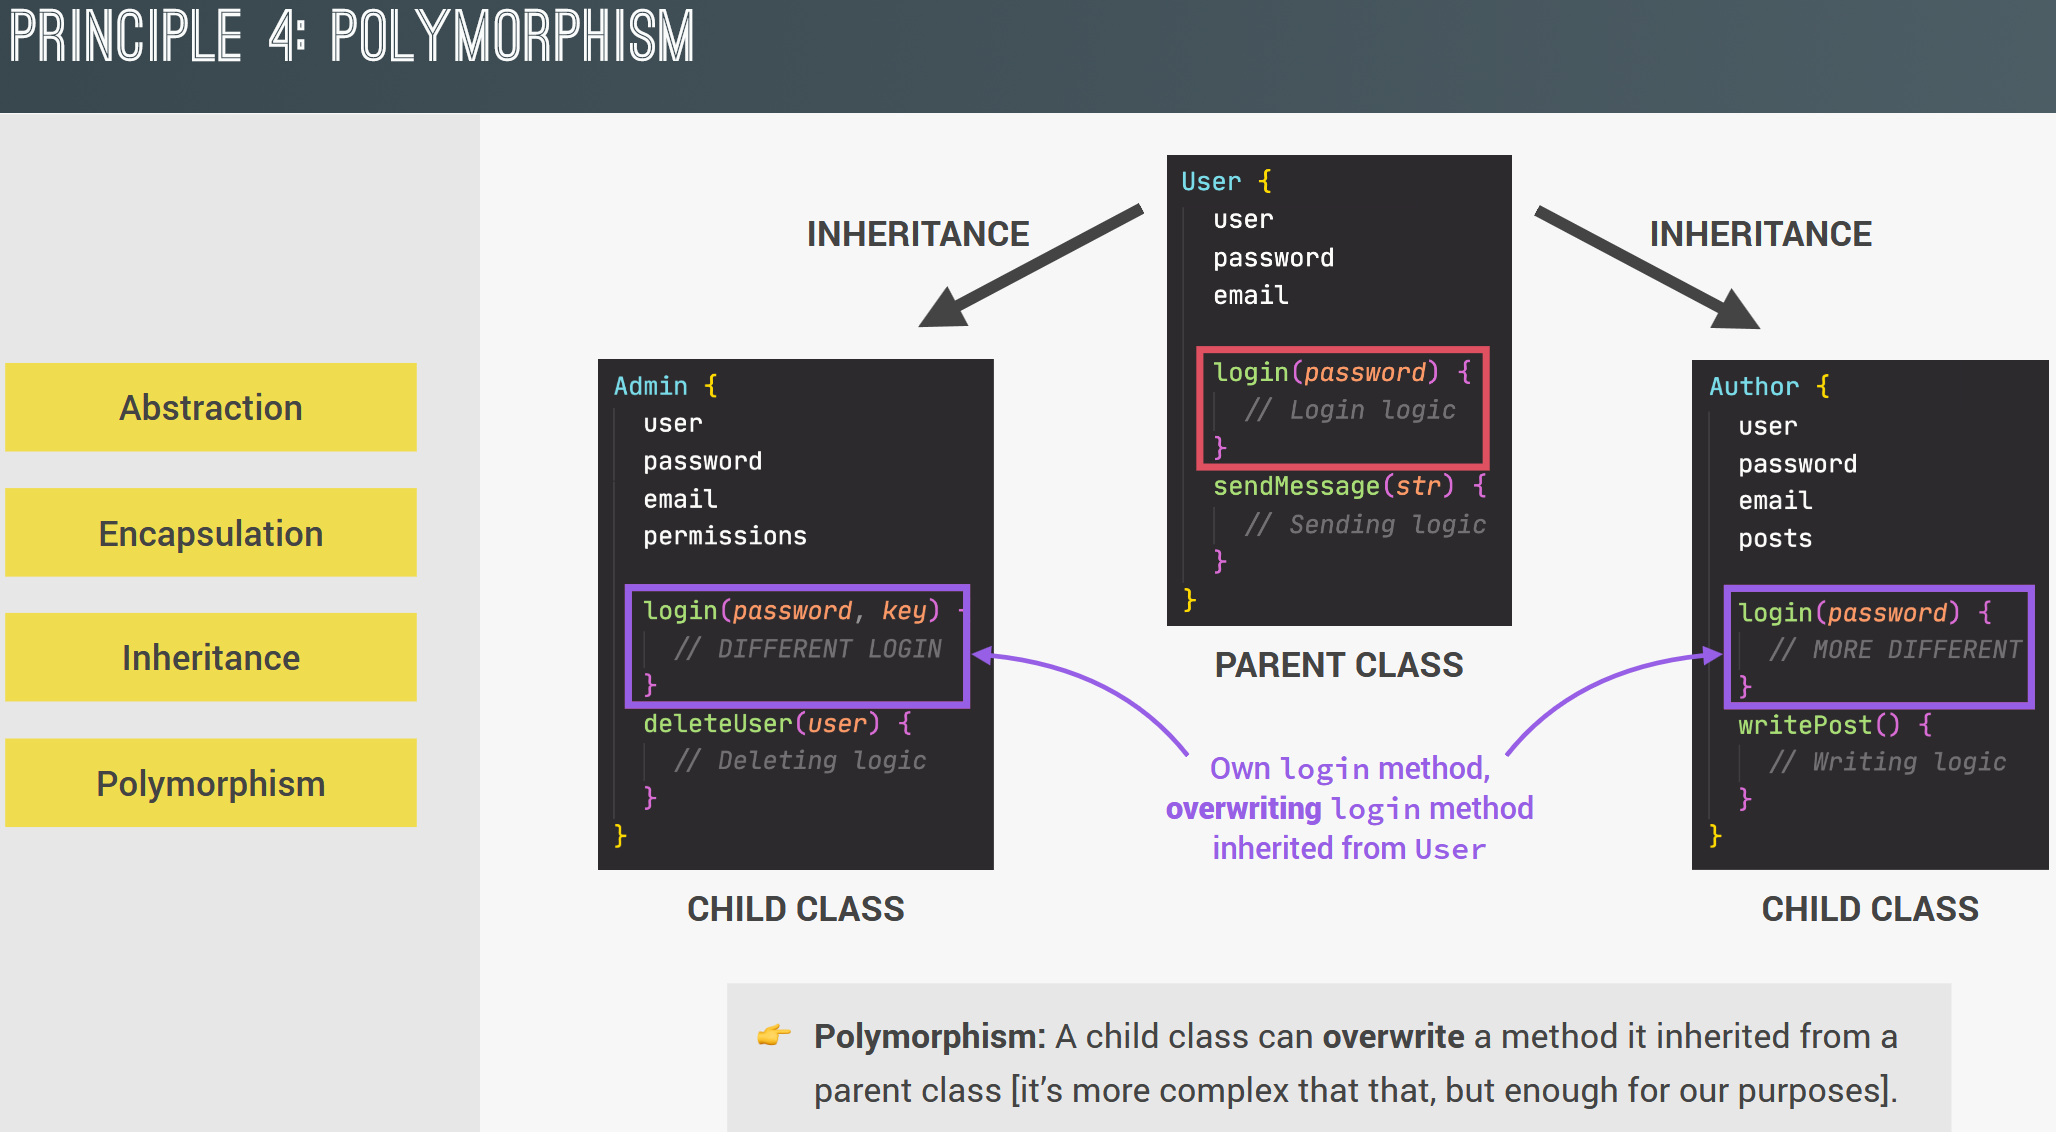 PRINCIPLE 4: POLYMORPHISM
Abstraction
Encapsulation
Inheritance
Polymorphism
INHERITANCE
INHERITANCE
User {
user
password
email
login(password) {
// Login logic
}
sendMessage(str) {
// Sending logic
}
}
PARENT CLASS
Admin {
user
password
email
permissions
login(password, key) {
// DIFFERENT LOGIN
}
deleteUser(user) {
// Deleting logic
}
}
CHILD CLASS
Author {
user
password
email
posts
login(password) {
// MORE DIFFERENT
}
writePost() {
// Writing logic
}
}
CHILD CLASS
Own login method,
overwriting login method
inherited from User
👉 Polymorphism: A child class can overwrite a method it inherited from a
parent class [it’s more complex that that, but enough for our purposes].